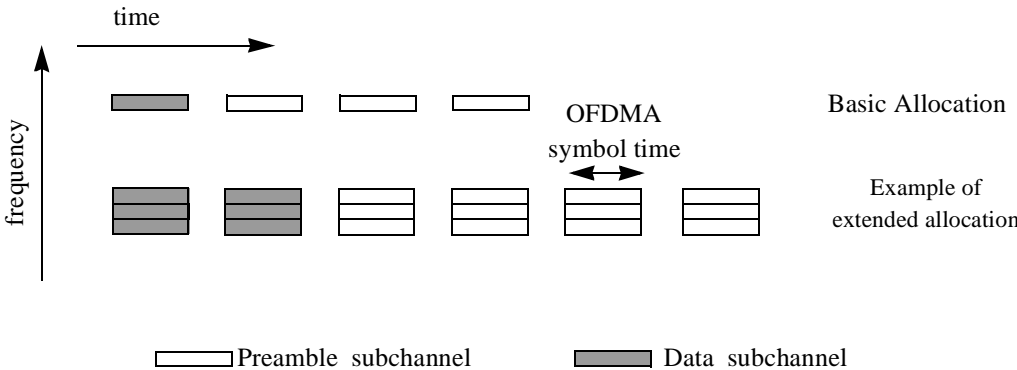 time
frequency
Basic Allocation
OFDMA
symbol time
Example of
extended allocation
Preamble subchannel
Data subchannel